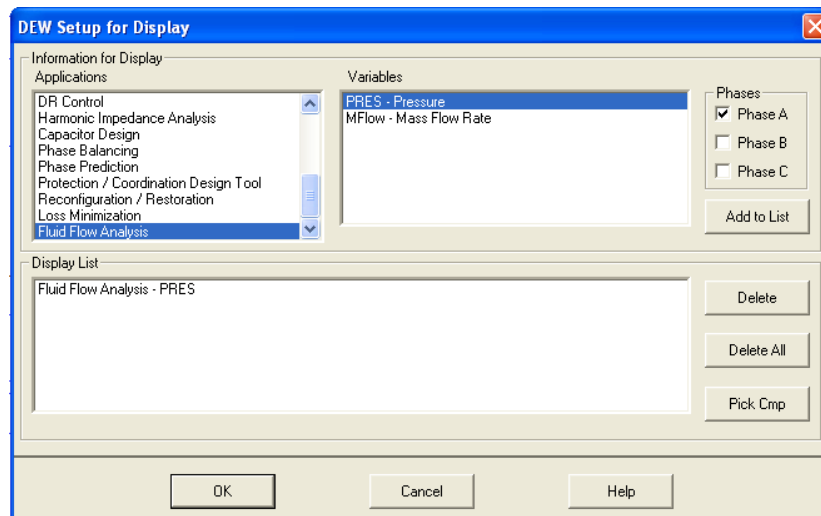 DEW Setup for Display
Information for Display
Applications
DR Control
Harmonic Impedance Analysis
Capacitor Design
Phase Balancing
Phase Prediction
Protection / Coordination Design Tool
Reconfiguration / Restoration
Loss Minimization
Fluid Flow Analysis
Variables
PRES - Pressure
MFlow - Mass Flow Rate
Phases
Phase A
Phase B
Phase C
Add to List
Display List
Fluid Flow Analysis - PRES
Delete
Delete All
Pick Cmp
OK
Cancel
Help